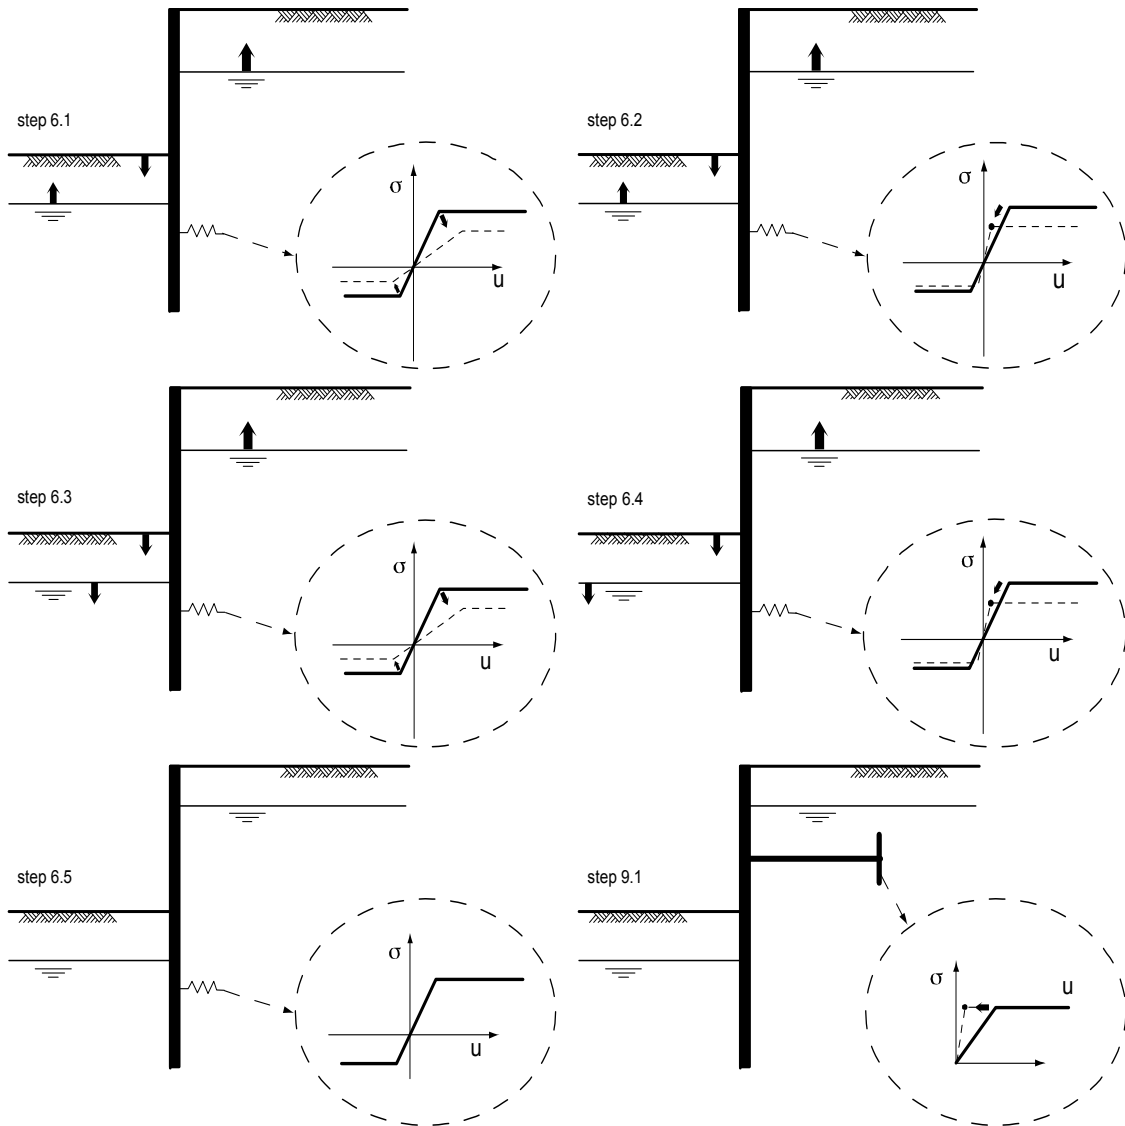 step 6.1
σ
u
step 6.2
σ
u
step 6.3
σ
u
step 6.4
σ
u
step 6.5
σ
u
step 9.1
σ
u